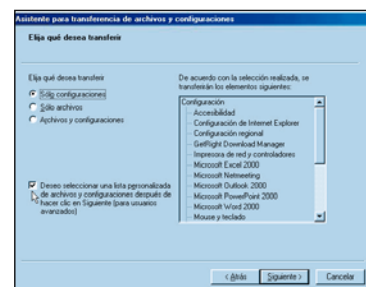 Asistente para transferencia de archivos y configuraciones
Elija qué desea transferir
Elija qué desea transferir
Sólo configuraciones
Sólo archivos
Archivos y configuraciones
Deseo seleccionar una lista personalizada
de archivos y configuraciones después de
hacer clic en Siguiente (para usuarios
avanzados)
De acuerdo con la selección realizada, se
transferirán los elementos siguientes:
Configuración
Accesibilidad
Configuración de Internet Explorer
Configuración regional
GetRight Download Manager
Impresora de red y controladores
Microsoft Excel 2000
Microsoft Netmeeting
Microsoft Outlook 2000
Microsoft PowerPoint 2000
Microsoft Word 2000
Mouse y teclado
< Atrás
Siguiente >
Cancelar